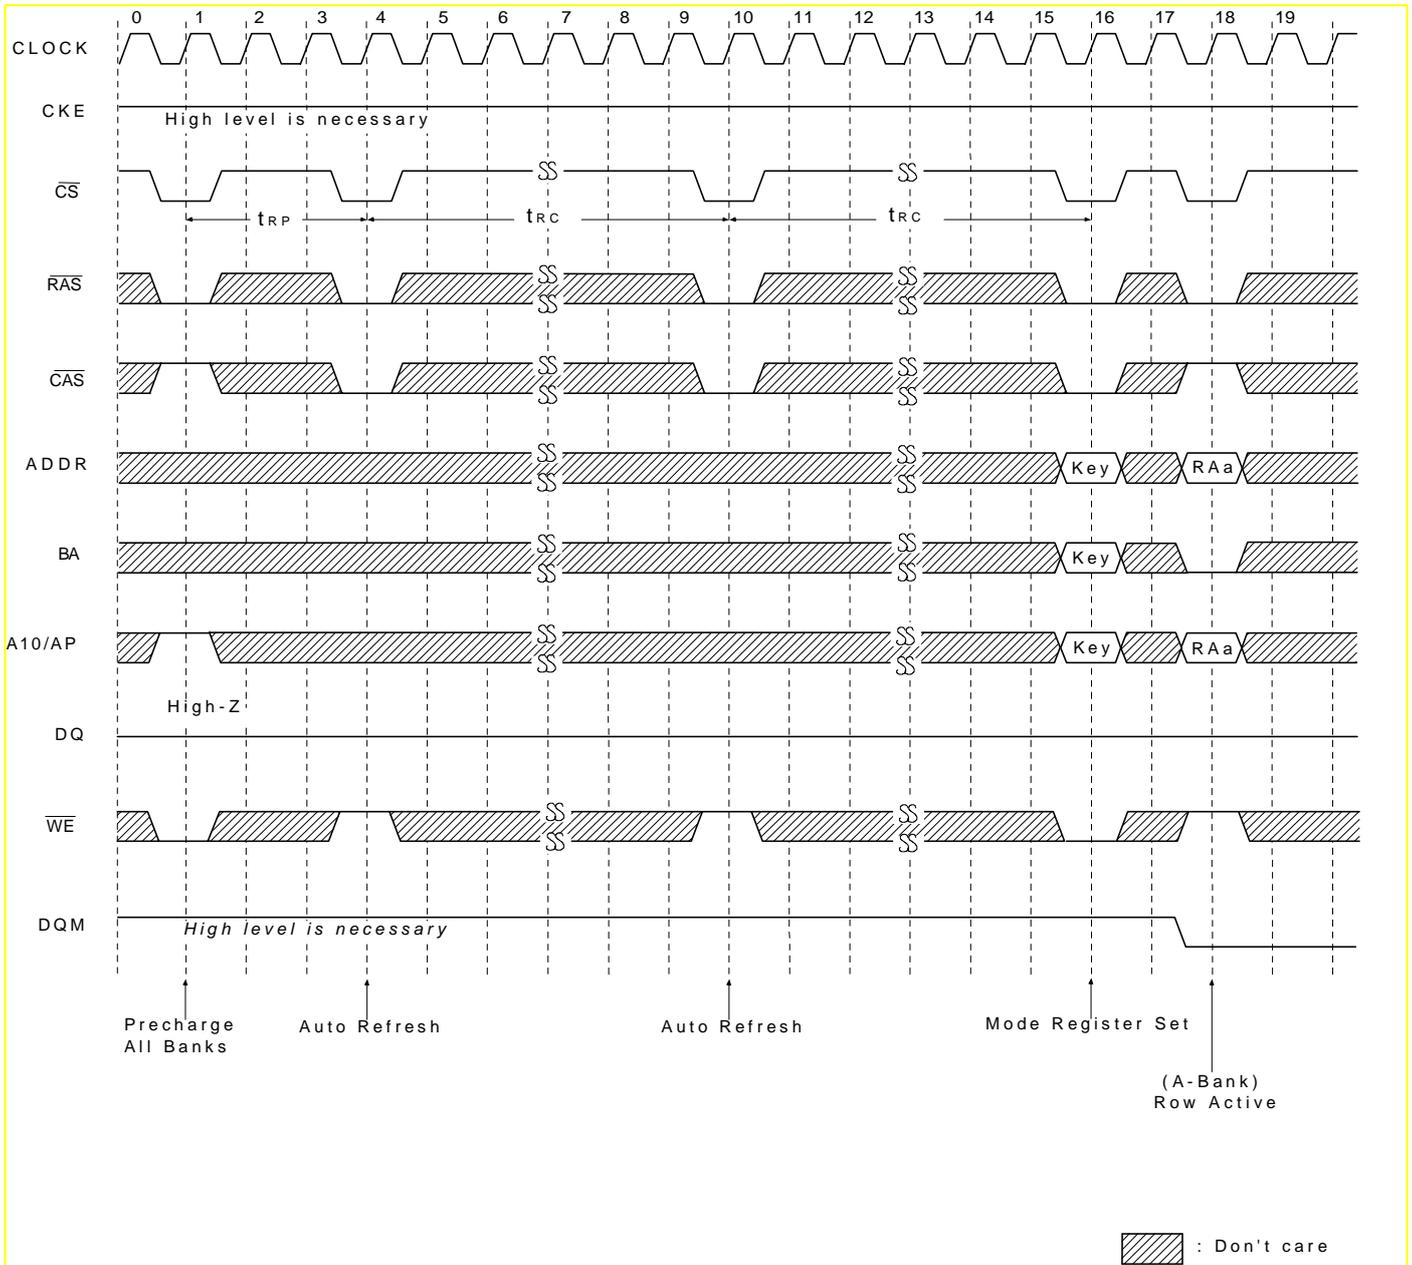 0 1 2 3 4 5 6 7 8 9 10 11 12 13 14 15 16 17 18 19
CLOCK
CKE
High level is necessary
CS
tRP tRC tRC
RAS
CAS
ADDR Key RAa
BA Key
A10/AP Key RAa
High-Z
DQ
WE
DQM
High level is necessary
Precharge
All Banks
Auto Refresh
Auto Refresh
Mode Register Set
(A-Bank)
Row Active
: Don't care